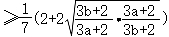 ≥ 1/7 (2+2√((3b+2)/(3a+2) • (3a+2)/(3b+2)))